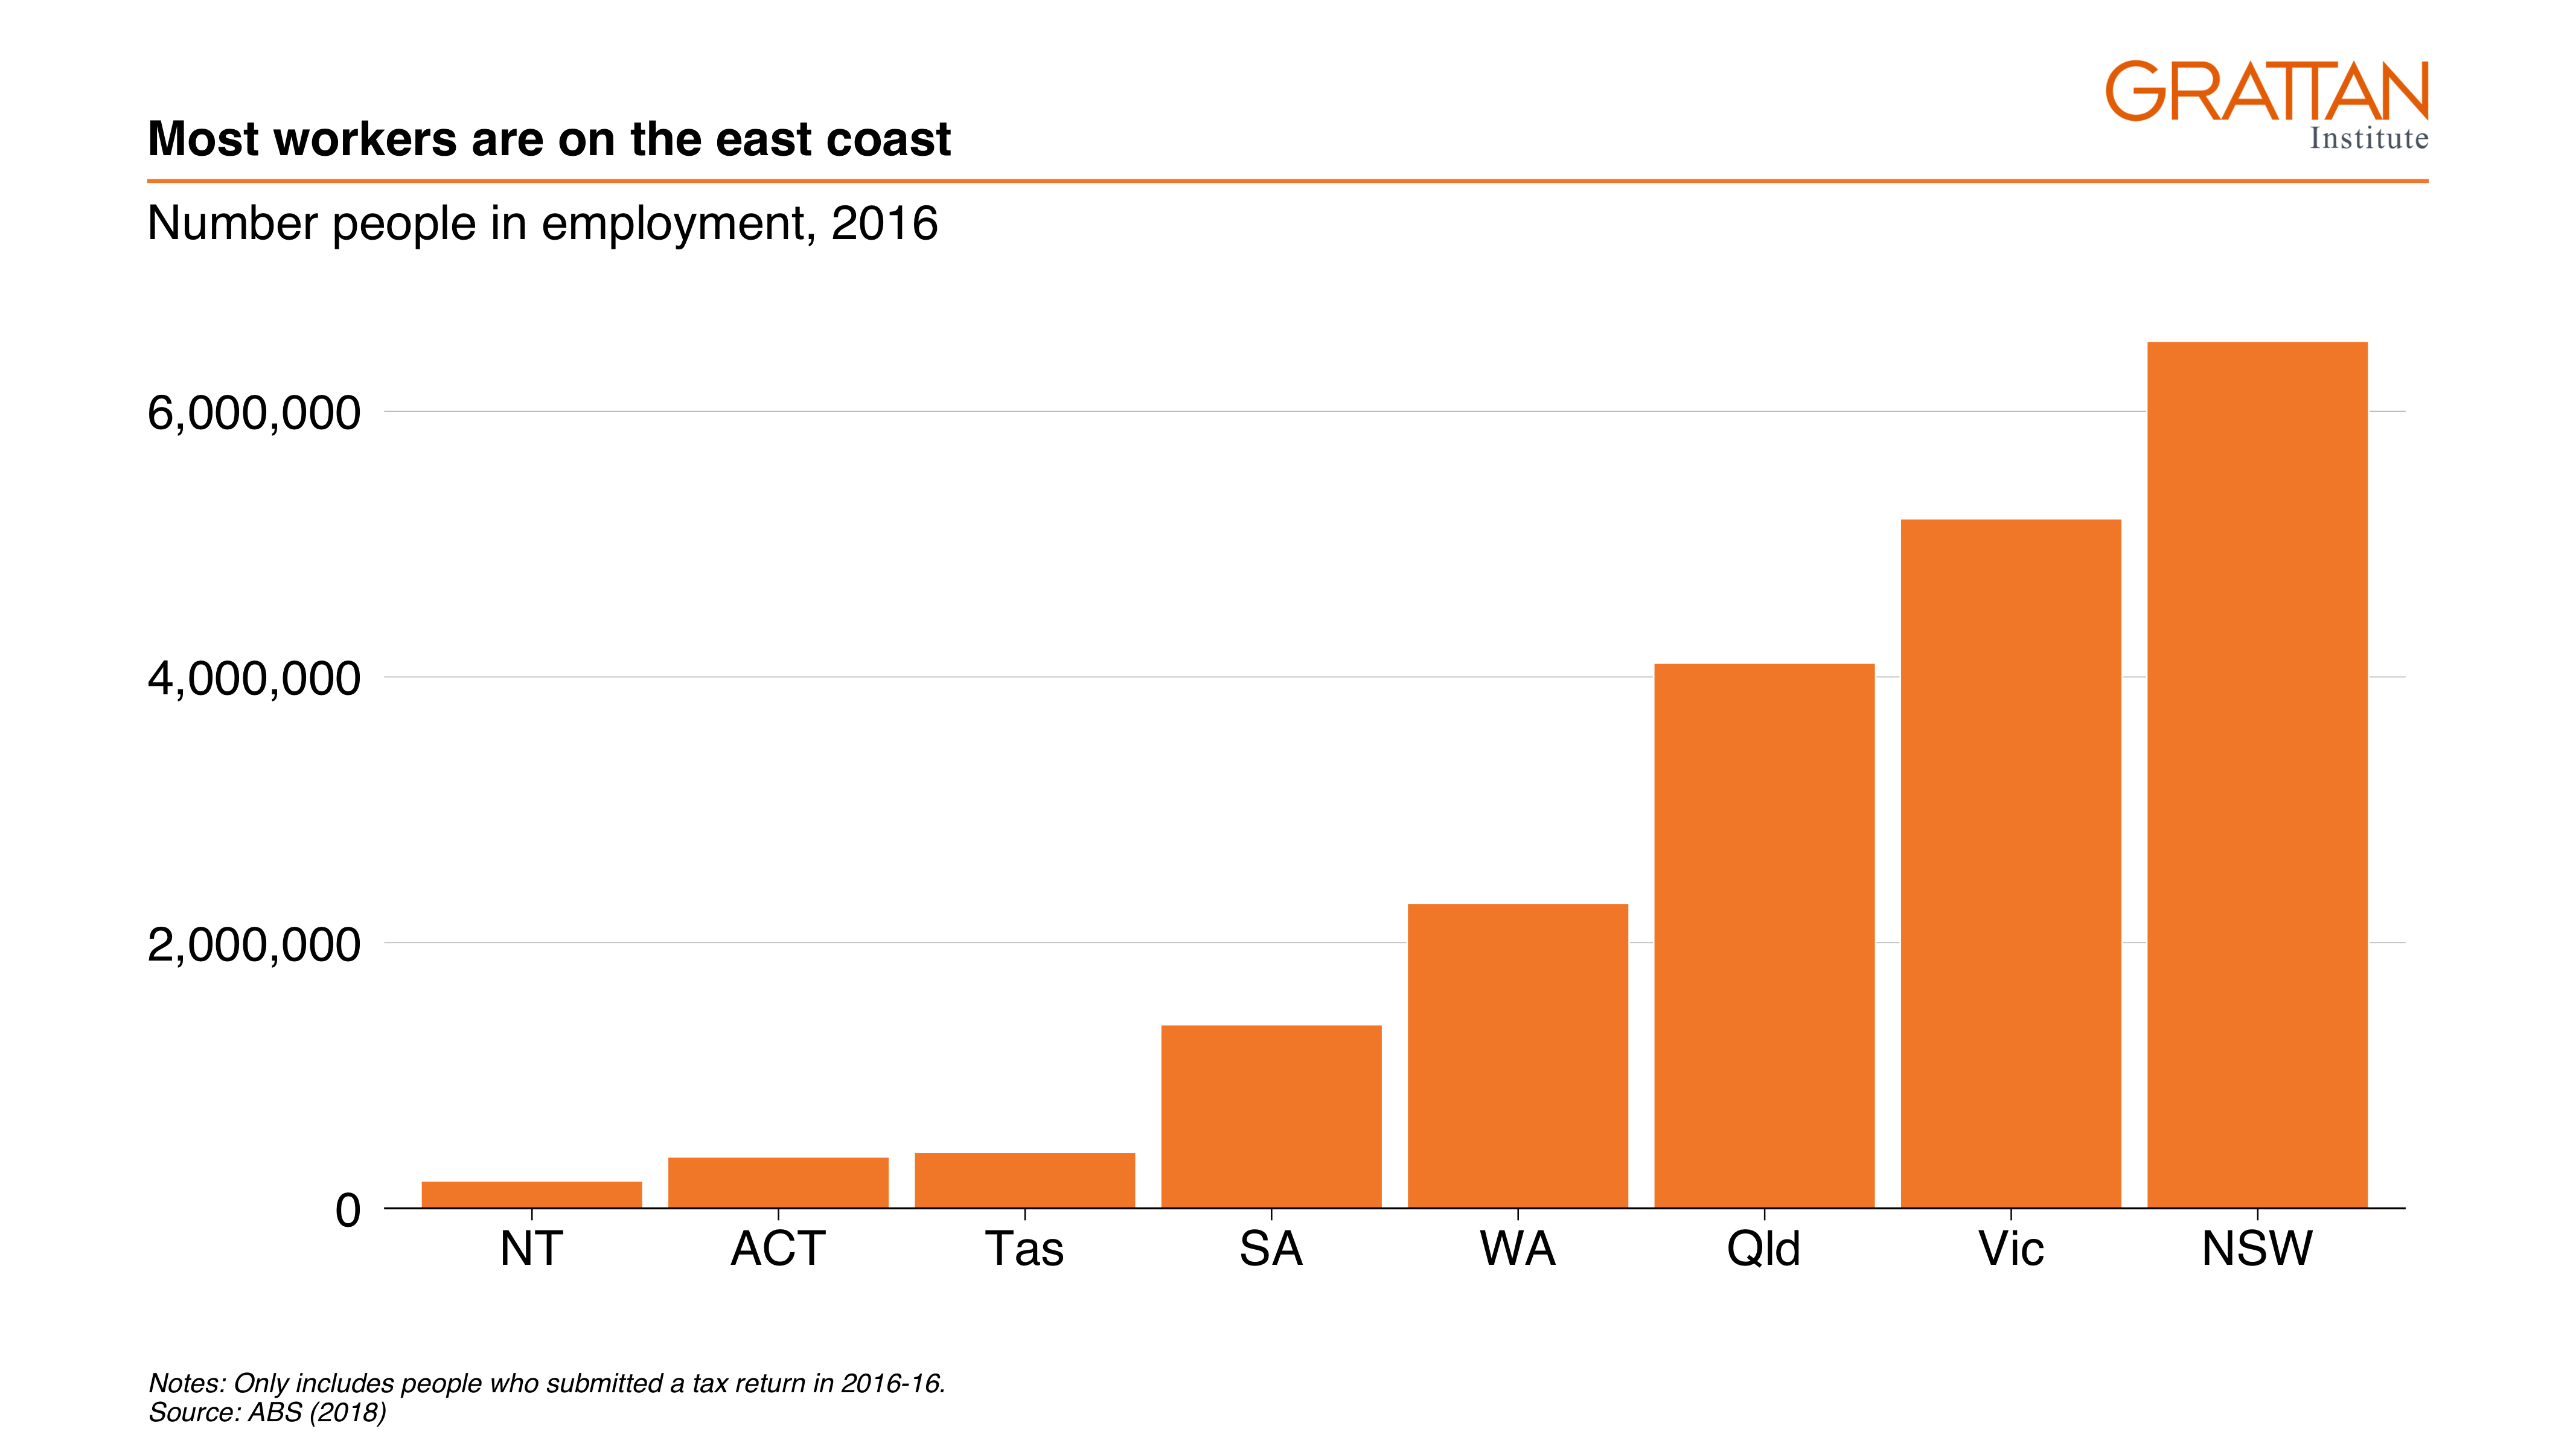 GRATTAN
Institute
Most workers are on the east coast
Number people in employment, 2016
6,000,000
4,000,000
2,000,000
0
NT ACT Tas SA WA Qld Vic NSW
Notes: Only includes people who submitted a tax return in 2016-16.
Source: ABS (2018)